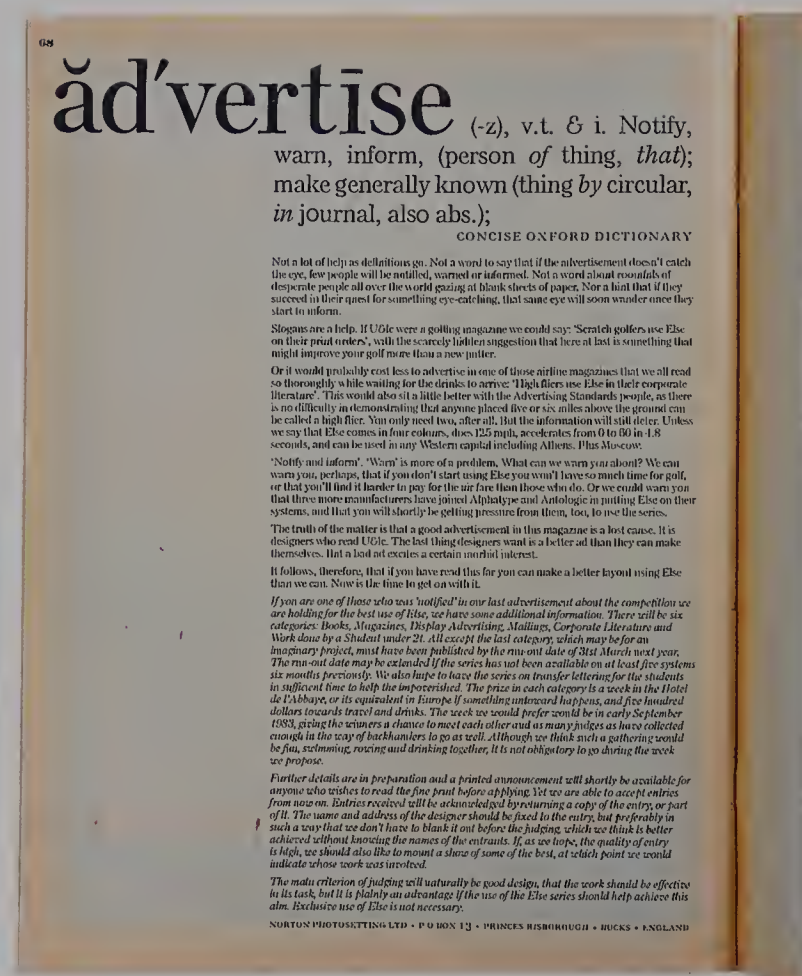 68
ăd′vertīse (-z), v.t. & i. Notify,
warn, inform, (person of thing, that);
make generally known (thing by circular,
in journal, also abs.);
CONCISE OXFORD DICTIONARY
Not a lot of help as definitions go. Not a word to say that if the advertisement doesn't catch
the eye, few people will be notified, warned or informed. Not a word about roomfuls of
desperate people all over the world gazing at blank sheets of paper. Nor a hint that if they
succeed in their quest for something eye-catching, that same eye will soon wander once they
start to inform.
Slogans are a help. If U&lc were a golfing magazine we could say: 'Scratch golfers use Else
on their print orders', with the scarcely hidden suggestion that here at last is something that
might improve your golf more than a new putter.
Or it would probably cost less to advertise in one of those airline magazines that we all read
so thoroughly while waiting for the drinks to arrive: 'High fliers use Else in their corporate
literature'. This would also sit a little better with the Advertising Standards people, as there
is no difficulty in demonstrating that anyone placed five or six miles above the ground can
be called a high flier. You only need two, after all. But the information will still deter. Unless
we say that Else comes in four colours, does 125 mph, accelerates from 0 to 60 in 4.8
seconds, and can be used in any Western capital including Athens. Plus Moscow.
'Notify and inform'. 'Warn' is more of a problem. What can we warn you about? We can
warn you, perhaps, that if you don't start using Else you won't have so much time for golf,
or that you'll find it harder to pay for the air fare than those who do. Or we could warn you
that three more manufacturers have joined Alphatype and Autologic in putting Else on their
systems, and that you will shortly be getting pressure from them, too, to use the series.
The truth of the matter is that a good advertisement in this magazine is a lost cause. It is
designers who read U&lc. The last thing designers want is a better ad than they can make
themselves. But a bad ad excites a certain morbid interest.
It follows, therefore, that if you have read this far you can make a better layout using Else
than we can. Now is the time to get on with it.
If you are one of those who was 'notified' in our last advertisement about the competition we
are holding for the best use of Else, we have some additional information. There will be six
categories: Books, Magazines, Display Advertising, Mailings, Corporate Literature and
Work done by a Student under 21. All except the last category, which may be for an
imaginary project, must have been published by the run-out date of 31st March next year,
The run-out date may be extended if the series has not been available on at least five systems
six months previously. We also hope to have the series on transfer lettering for the students
in sufficient time to help the impoverished. The prize in each category is a week in the Hotel
de l'Abbaye, or its equivalent in Europe if something untoward happens, and five hundred
dollars towards travel and drinks. The week we would prefer would be in early September
1983, giving the winners a chance to meet each other and as many judges as have collected
enough in the way of backhanders to go as well. Although we think such a gathering would
be fun, swimming, rowing and drinking together, it is not obligatory to go during the week
we propose.
Further details are in preparation and a printed announcement will shortly be available for
anyone who wishes to read the fine print before applying. Yet we are able to accept entries
from now on. Entries received will be acknowledged by returning a copy of the entry, or part
of it. The name and address of the designer should be fixed to the entry, but preferably in
such a way that we don't have to blank it out before the judging, which we think is better
achieved without knowing the names of the entrants. If, as we hope, the quality of entry
is high, we should also like to mount a show of some of the best, at which point we would
indicate whose work was involved.
The main criterion of judging will naturally be good design, that the work should be effective
in its task, but it is plainly an advantage if the use of the Else series should help achieve this
aim. Exclusive use of Else is not necessary.
NORTON PHOTOSETTING LTD • P O BOX 13 • PRINCES RISBOROUGH • BUCKS • ENGLAND